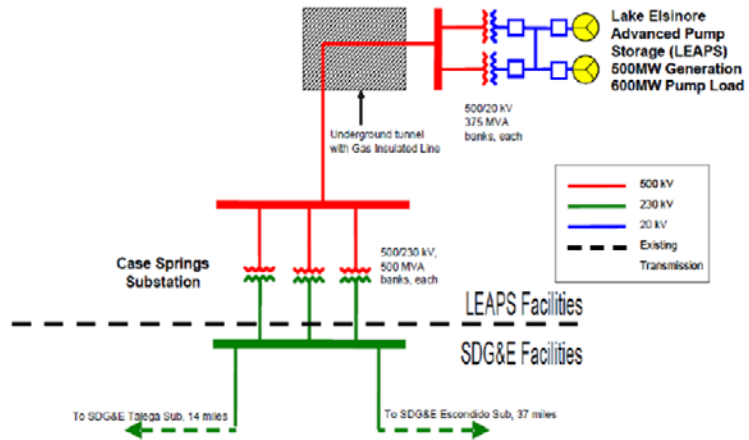 Lake Elsinore
Advanced Pump
Storage (LEAPS)
500MW Generation
600MW Pump Load
500/20 kV
375 MVA
banks, each
Underground tunnel
with Gas Insulated Line
500 kV
230 kV
20 kV
Existing
Transmission
500/230 kV,
500 MVA
banks, each
Case Springs
Substation
LEAPS Facilities
SDG&E Facilities
To SDG&E Talega Sub, 14 miles
To SDG&E Escondido Sub, 37 miles